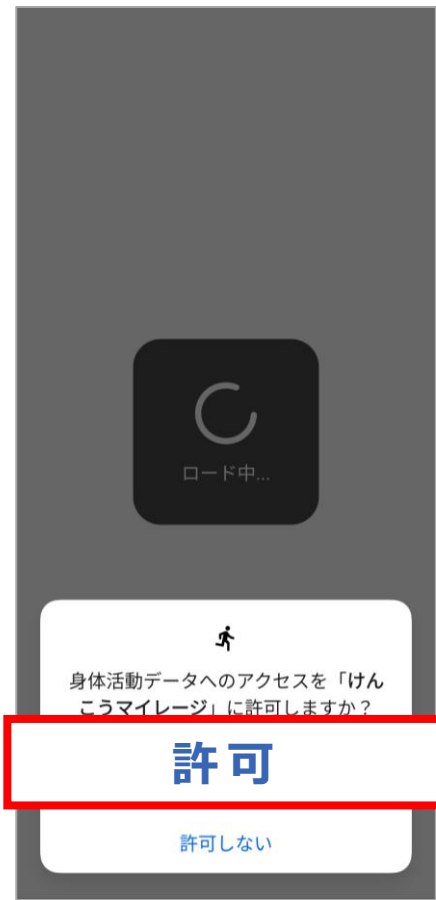 ロード中...
身体活動データへのアクセスを「けん
こうマイレージ」に許可しますか？
許可
許可しない